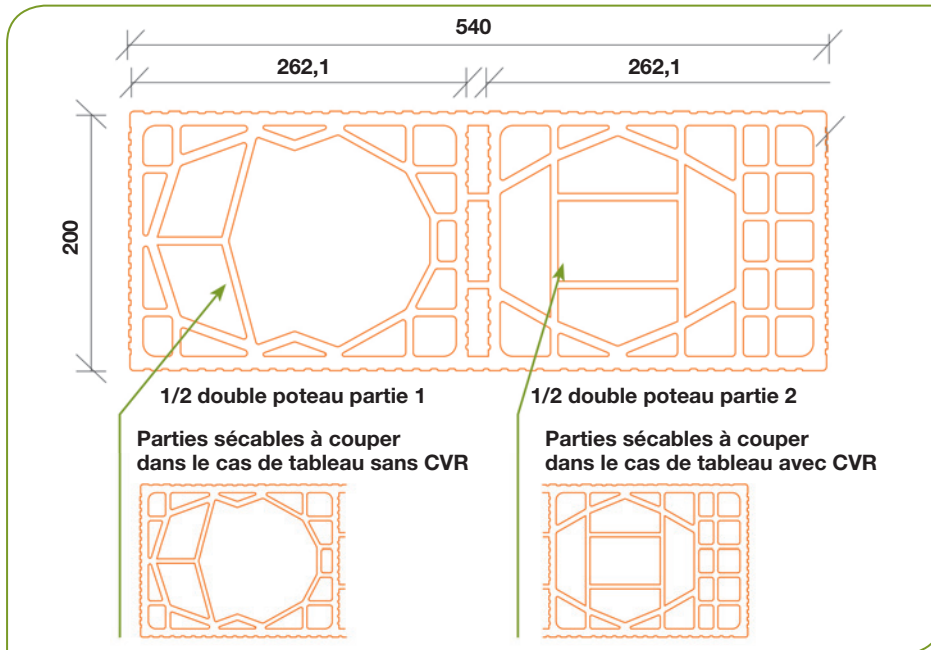 540
262,1
262,1
200
1/2 double poteau partie 1
1/2 double poteau partie 2
Parties sécables à couper
dans le cas de tableau sans CVR
Parties sécables à couper
dans le cas de tableau avec CVR